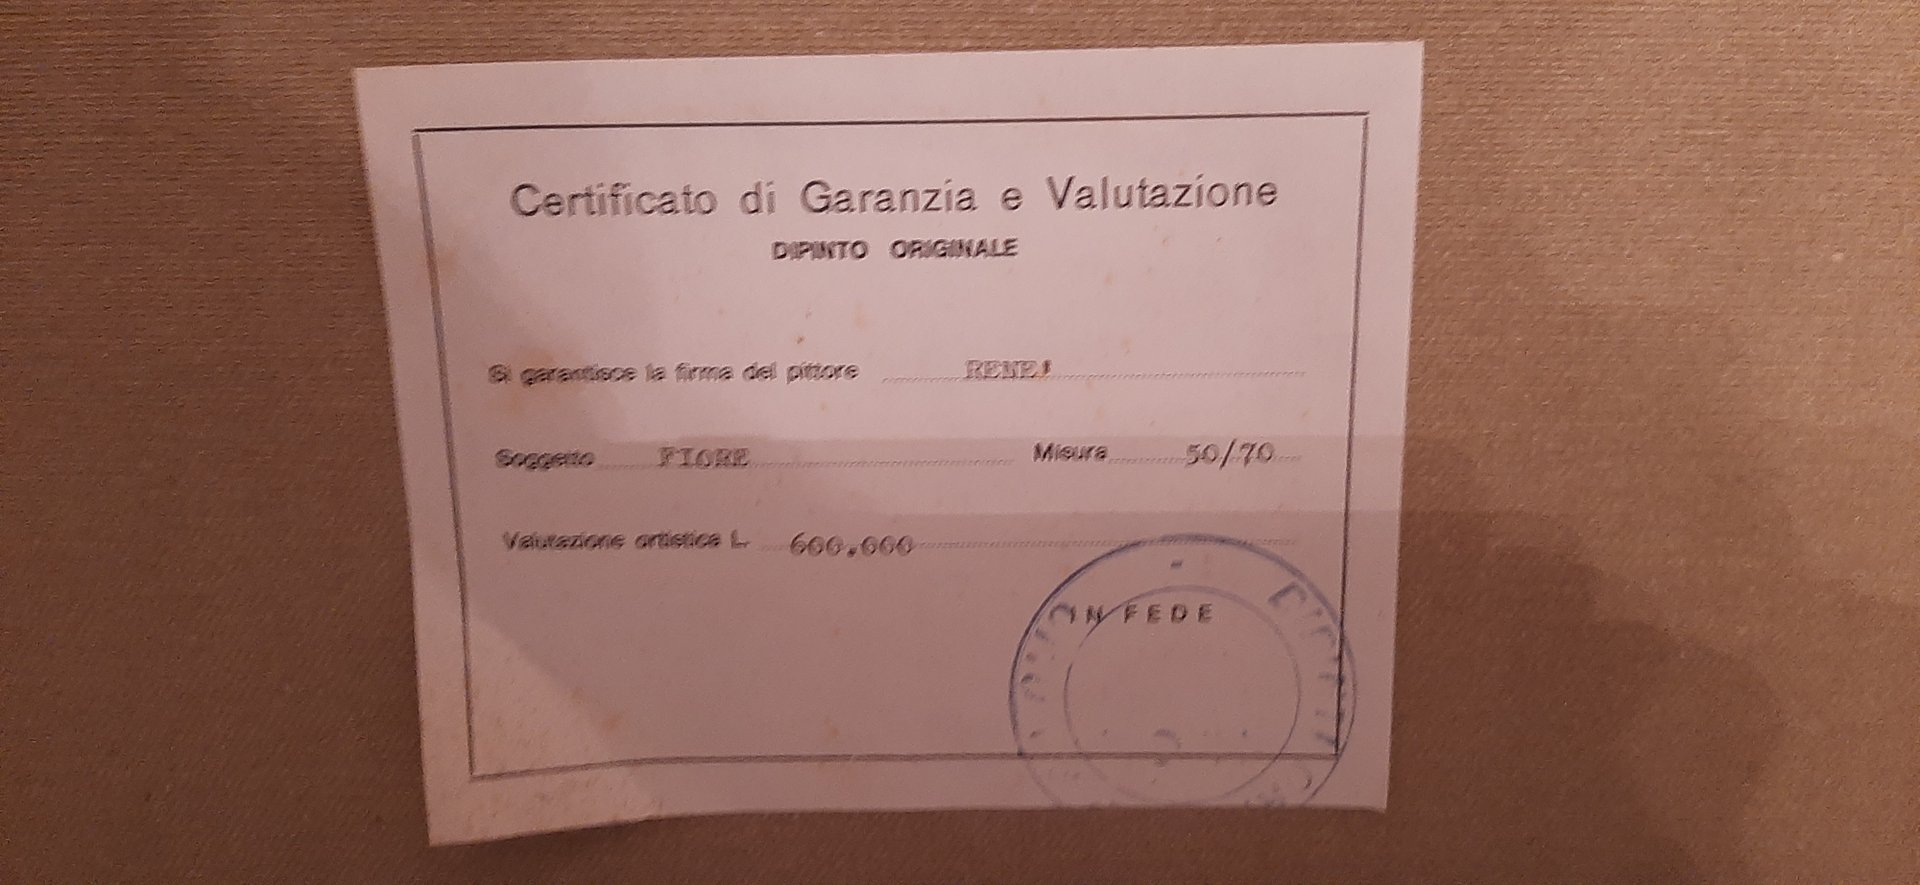 Certificato di Garanzia e Valutazione
DIPINTO ORIGINALE
Si garantisce la firma del pittore RENEJ
Soggetto FIORE Misura 50/70
Valutazione artistica L. 600.000
IN FEDE